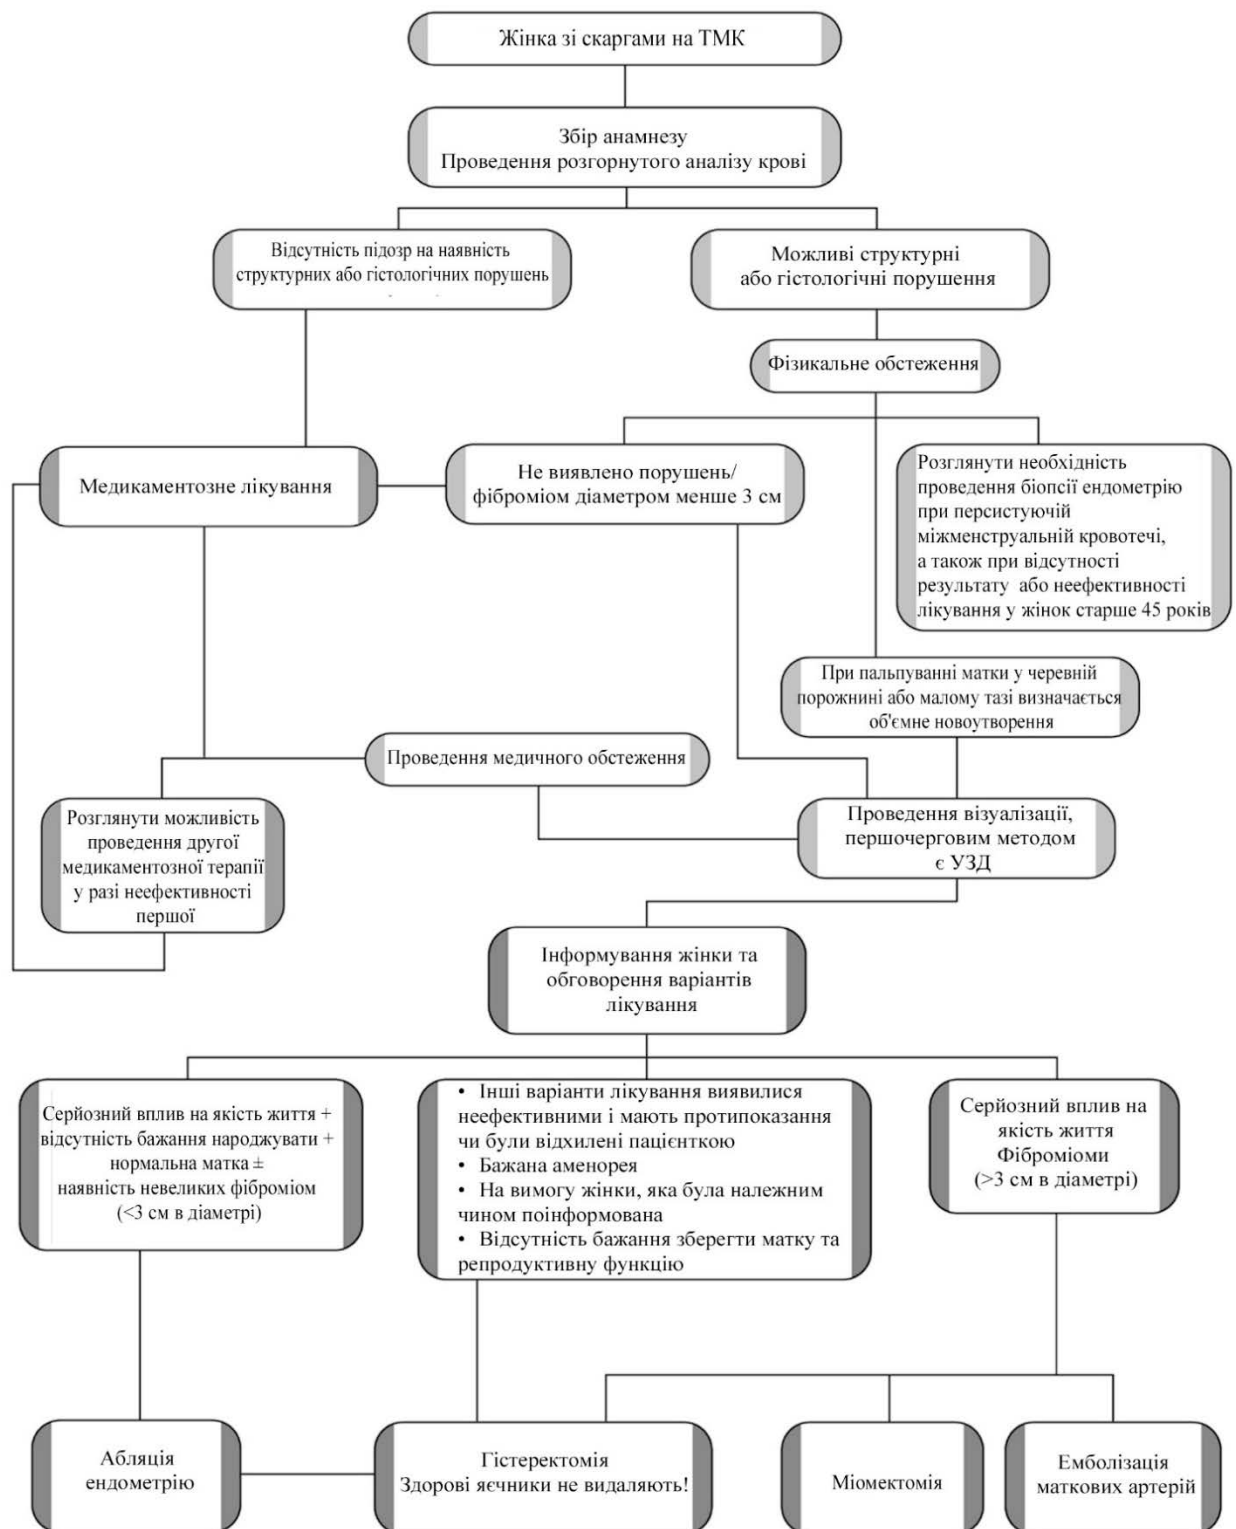 Жінка зі скаргами на ТМК
Збір анамнезу
Проведення розгорнутого аналізу крові
Відсутність підозр на наявність
структурних або гістологічних порушень
Можливі структурні
або гістологічні порушення
Фізикальне обстеження
Медикаментозне лікування
Не виявлено порушень/
фіброміом діаметром менше 3 см
Розглянути необхідність
проведення біопсії ендометрію
при персистуючій
міжменструальній кровотечі,
а також при відсутності
результату або неефективності
лікування у жінок старше 45 років
При пальпуванні матки у черевній
порожнині або малому тазі визначається
об'ємне новоутворення
Проведення медичного обстеження
Розглянути можливість
проведення другої
медикаментозної терапії
у разі неефективності
першої
Проведення візуалізації,
першочерговим методом
є УЗД
Інформування жінки та
обговорення варіантів
лікування
Серйозний вплив на якість життя +
відсутність бажання народжувати +
нормальна матка ±
наявність невеликих фіброміом
(<3 см в діаметрі)
• Інші варіанти лікування виявилися
неефективними і мають протипоказання
чи були відхилені пацієнткою
• Бажана аменорея
• На вимогу жінки, яка була належним
чином поінформована
• Відсутність бажання зберегти матку та
репродуктивну функцію
Серйозний вплив на
якість життя
Фіброміоми
(>3 см в діаметрі)
Абляція
ендометрію
Гістеректомія
Здорові яєчники не видаляють!
Міомектомія
Емболізація
маткових артерій